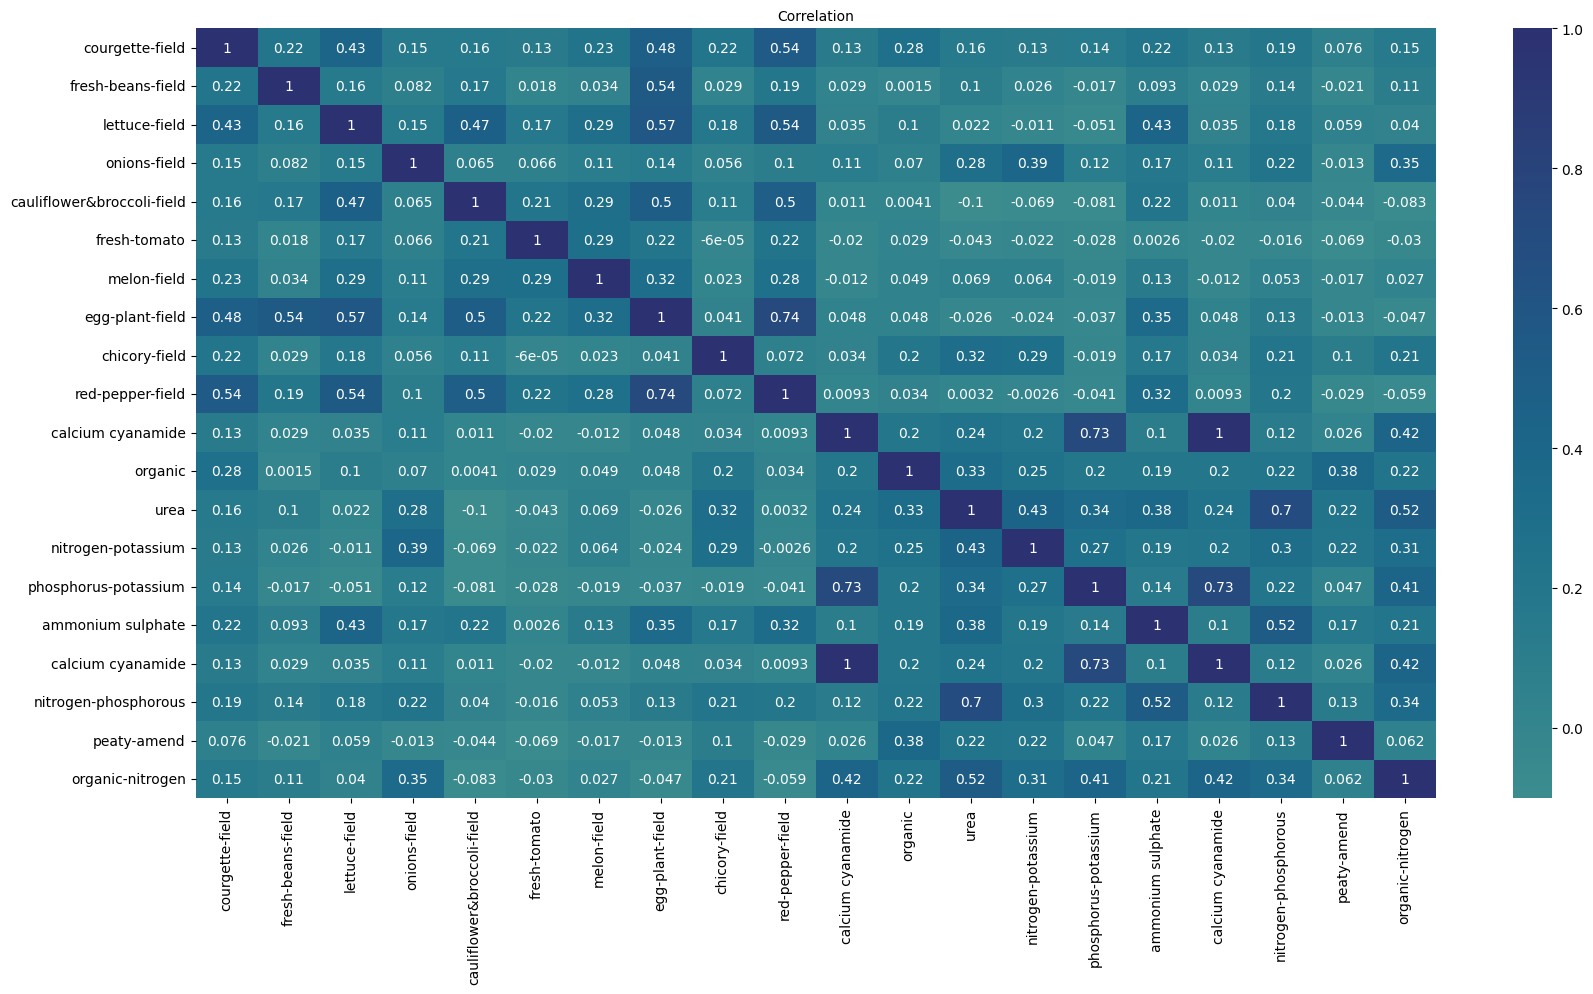 Correlation
courgette-field 1 0.22 0.43 0.15 0.16 0.13 0.23 0.48 0.22 0.54 0.13 0.28 0.16 0.13 0.14 0.22 0.13 0.19 0.076 0.15
fresh-beans-field 0.22 1 0.16 0.082 0.17 0.018 0.034 0.54 0.029 0.19 0.029 0.0015 0.1 0.026 -0.017 0.093 0.029 0.14 -0.021 0.11
lettuce-field 0.43 0.16 1 0.15 0.47 0.17 0.29 0.57 0.18 0.54 0.035 0.1 0.022 -0.011 -0.051 0.43 0.035 0.18 0.059 0.04
onions-field 0.15 0.082 0.15 1 0.065 0.066 0.11 0.14 0.056 0.1 0.11 0.07 0.28 0.39 0.12 0.17 0.11 0.22 -0.013 0.35
cauliflower&broccoli-field 0.16 0.17 0.47 0.065 1 0.21 0.29 0.5 0.11 0.5 0.011 0.0041 -0.1 -0.069 -0.081 0.22 0.011 0.04 -0.044 -0.083
fresh-tomato 0.13 0.018 0.17 0.066 0.21 1 0.29 0.22 -6e-05 0.22 -0.02 0.029 -0.043 -0.022 -0.028 0.0026 -0.02 -0.016 -0.069 -0.03
melon-field 0.23 0.034 0.29 0.11 0.29 0.29 1 0.32 0.023 0.28 -0.012 0.049 0.069 0.064 -0.019 0.13 -0.012 0.053 -0.017 0.027
egg-plant-field 0.48 0.54 0.57 0.14 0.5 0.22 0.32 1 0.041 0.74 0.048 0.048 -0.026 -0.024 -0.037 0.35 0.048 0.13 -0.013 -0.047
chicory-field 0.22 0.029 0.18 0.056 0.11 -6e-05 0.023 0.041 1 0.072 0.034 0.2 0.32 0.29 -0.019 0.17 0.034 0.21 0.1 0.21
red-pepper-field 0.54 0.19 0.54 0.1 0.5 0.22 0.28 0.74 0.072 1 0.0093 0.034 0.0032 -0.0026 -0.041 0.32 0.0093 0.2 -0.029 -0.059
calcium cyanamide 0.13 0.029 0.035 0.11 0.011 -0.02 -0.012 0.048 0.034 0.0093 1 0.2 0.24 0.2 0.73 0.1 1 0.12 0.026 0.42
organic 0.28 0.0015 0.1 0.07 0.0041 0.029 0.049 0.048 0.2 0.034 0.2 1 0.33 0.25 0.2 0.19 0.2 0.22 0.38 0.22
urea 0.16 0.1 0.022 0.28 -0.1 -0.043 0.069 -0.026 0.32 0.0032 0.24 0.33 1 0.43 0.34 0.38 0.24 0.7 0.22 0.52
nitrogen-potassium 0.13 0.026 -0.011 0.39 -0.069 -0.022 0.064 -0.024 0.29 -0.0026 0.2 0.25 0.43 1 0.27 0.19 0.2 0.3 0.22 0.31
phosphorus-potassium 0.14 -0.017 -0.051 0.12 -0.081 -0.028 -0.019 -0.037 -0.019 -0.041 0.73 0.2 0.34 0.27 1 0.14 0.73 0.22 0.047 0.41
ammonium sulphate 0.22 0.093 0.43 0.17 0.22 0.0026 0.13 0.35 0.17 0.32 0.1 0.19 0.38 0.19 0.14 1 0.1 0.52 0.17 0.21
calcium cyanamide 0.13 0.029 0.035 0.11 0.011 -0.02 -0.012 0.048 0.034 0.0093 1 0.2 0.24 0.2 0.73 0.1 1 0.12 0.026 0.42
nitrogen-phosphorous 0.19 0.14 0.18 0.22 0.04 -0.016 0.053 0.13 0.21 0.2 0.12 0.22 0.7 0.3 0.22 0.52 0.12 1 0.13 0.34
peaty-amend 0.076 -0.021 0.059 -0.013 -0.044 -0.069 -0.017 -0.013 0.1 -0.029 0.026 0.38 0.22 0.22 0.047 0.17 0.026 0.13 1 0.062
organic-nitrogen 0.15 0.11 0.04 0.35 -0.083 -0.03 0.027 -0.047 0.21 -0.059 0.42 0.22 0.52 0.31 0.41 0.21 0.42 0.34 0.062 1
courgette-field
fresh-beans-field
lettuce-field
onions-field
cauliflower&broccoli-field
fresh-tomato
melon-field
egg-plant-field
chicory-field
red-pepper-field
calcium cyanamide
organic
urea
nitrogen-potassium
phosphorus-potassium
ammonium sulphate
calcium cyanamide
nitrogen-phosphorous
peaty-amend
organic-nitrogen
1.0
0.8
0.6
0.4
0.2
0.0